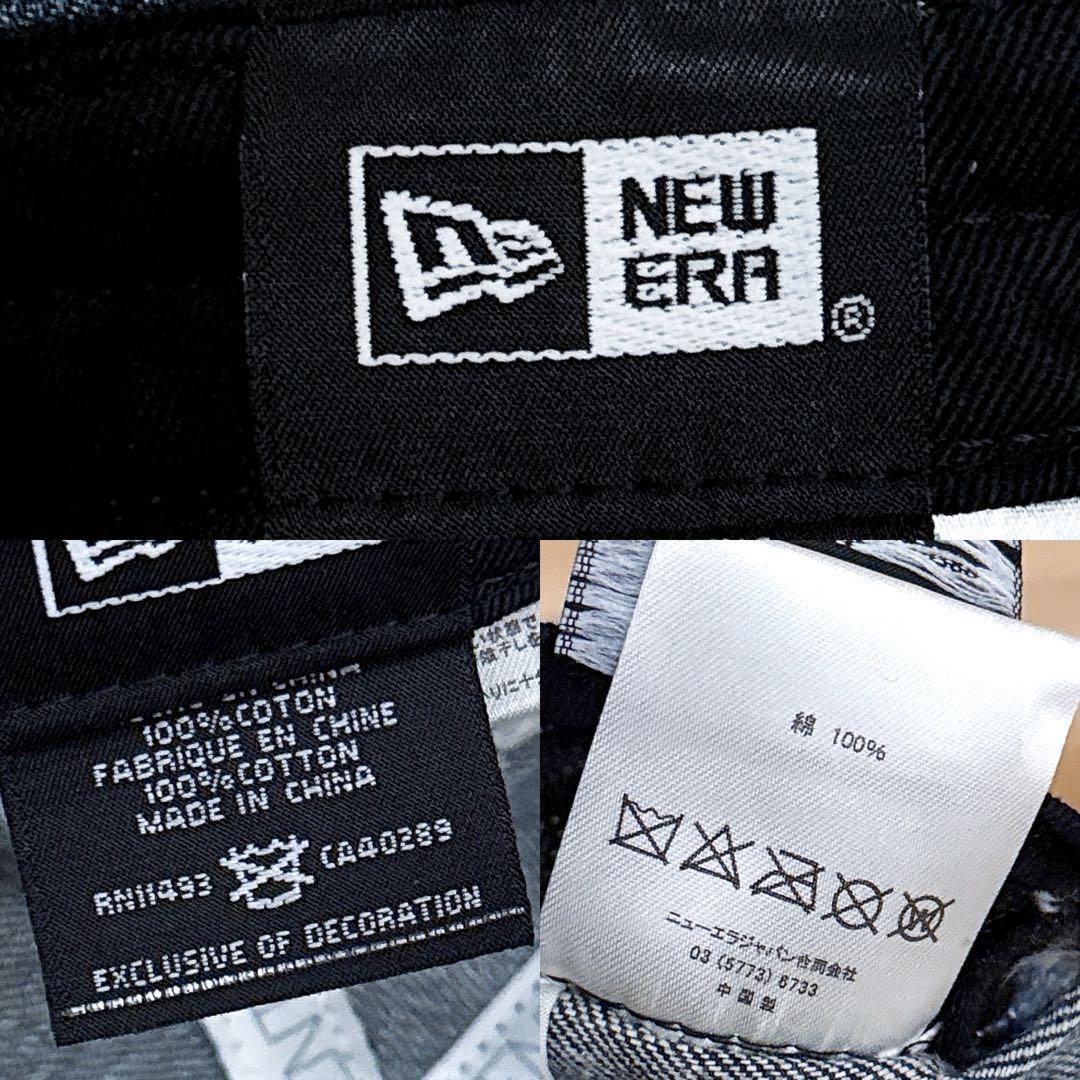 NEW
ERA
®
100%COTON
FABRIQUE EN CHINE
100%COTTON
MADE IN CHINA
RN11493 CA40289
EXCLUSIVE OF DECORATION
綿 100%
ニューエラジャパン合同会社
03 (5773) 8733
中国製